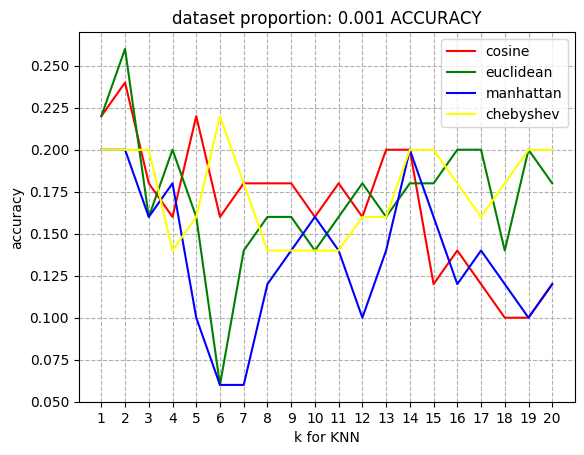 dataset proportion: 0.001 ACCURACY
cosine
euclidean
manhattan
chebyshev
accuracy
0.250
0.225
0.200
0.175
0.150
0.125
0.100
0.075
0.050
1 2 3 4 5 6 7 8 9 10 11 12 13 14 15 16 17 18 19 20
k for KNN